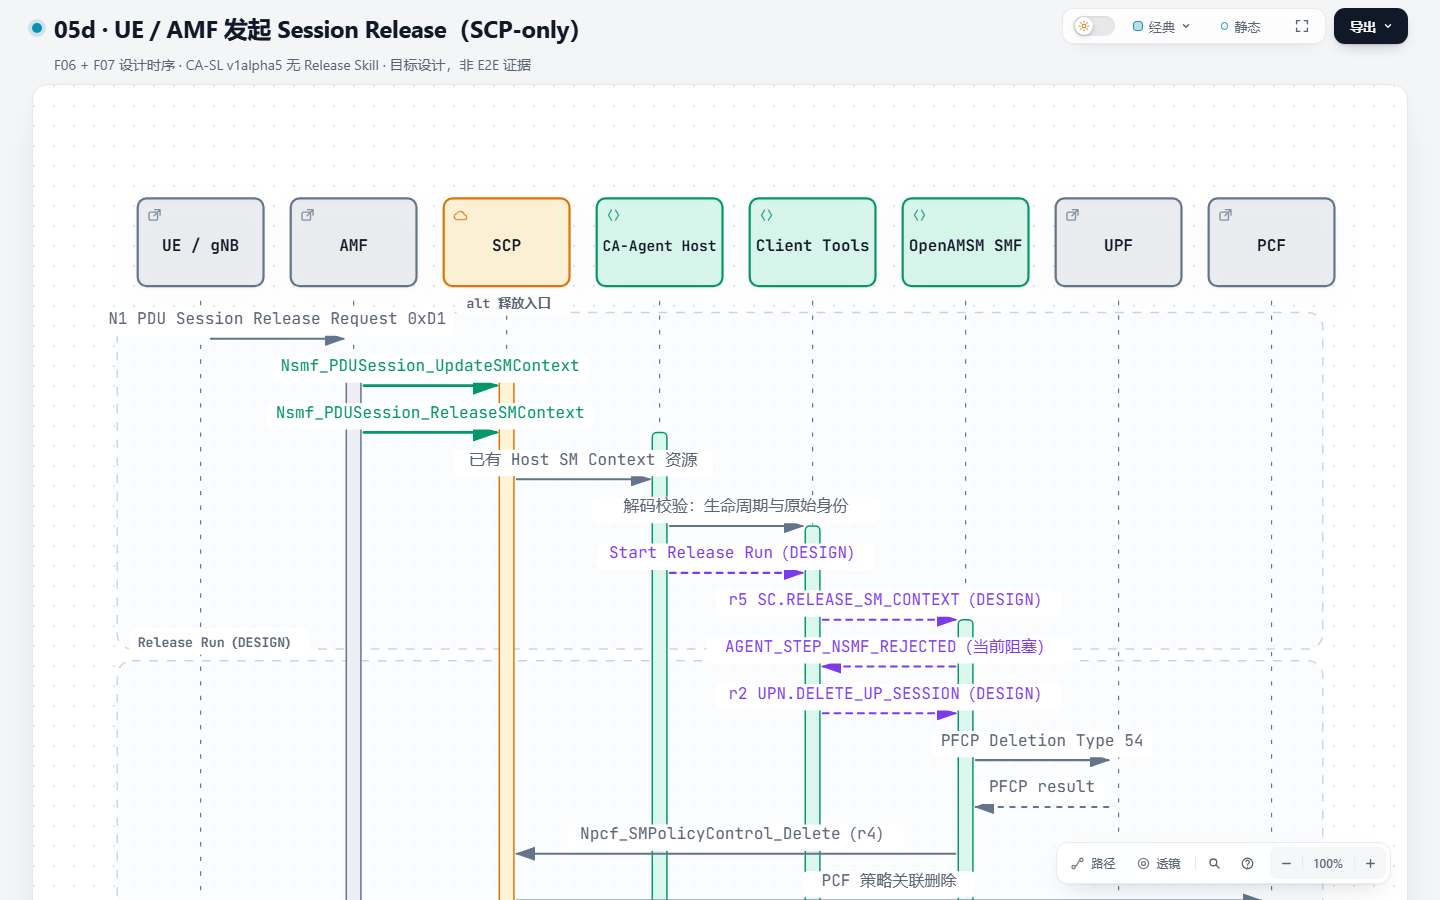 05d · UE / AMF 发起 Session Release（SCP-only）
经典
静态
导出
F06 + F07 设计时序 · CA-SL v1alpha5 无 Release Skill · 目标设计，非 E2E 证据
UE / gNB
AMF
SCP
CA-Agent Host
Client Tools
OpenAMSM SMF
UPF
PCF
alt 释放入口
N1 PDU Session Release Request 0xD1
Nsmf_PDUSession_UpdateSMContext
Nsmf_PDUSession_ReleaseSMContext
已有 Host SM Context 资源
解码校验：生命周期与原始身份
Start Release Run（DESIGN）
r5 SC.RELEASE_SM_CONTEXT（DESIGN）
Release Run（DESIGN）
AGENT_STEP_NSMF_REJECTED（当前阻塞）
r2 UPN.DELETE_UP_SESSION（DESIGN）
PFCP Deletion Type 54
PFCP result
Npcf_SMPolicyControl_Delete（r4）
PCF 策略关联删除
路径
透镜
100%